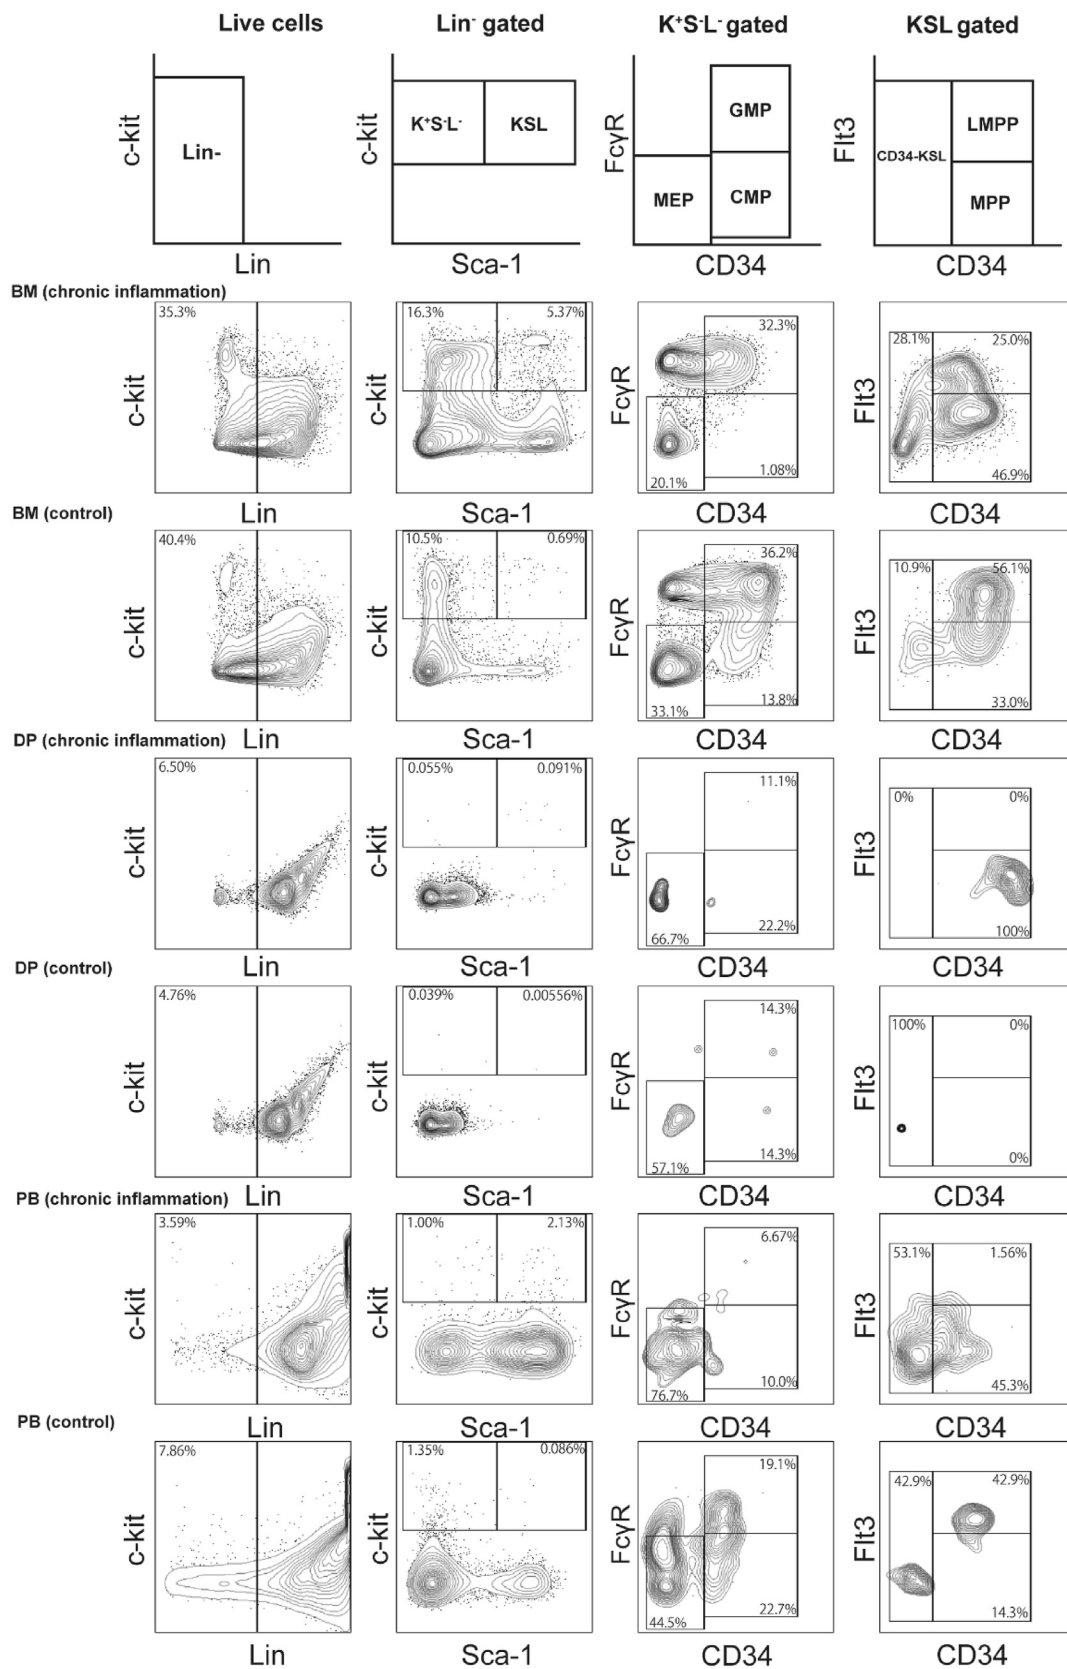 Live cells Lin⁻ gated K⁺S⁻L⁻ gated KSL gated
c-kit Lin- Lin
c-kit K⁺S⁻L⁻ KSL Sca-1
FcγR GMP MEP CMP CD34
Flt3 CD34-KSL LMPP MPP CD34
BM (chronic inflammation)
c-kit 35.3% Lin
c-kit 16.3% 5.37% Sca-1
FcγR 32.3% 20.1% 1.08% CD34
Flt3 28.1% 25.0% 46.9% CD34
BM (control)
c-kit 40.4% Lin
c-kit 10.5% 0.69% Sca-1
FcγR 36.2% 33.1% 13.8% CD34
Flt3 10.9% 56.1% 33.0% CD34
DP (chronic inflammation)
c-kit 6.50% Lin
c-kit 0.055% 0.091% Sca-1
FcγR 11.1% 66.7% 22.2% CD34
Flt3 0% 0% 100% CD34
DP (control)
c-kit 4.76% Lin
c-kit 0.039% 0.00556% Sca-1
FcγR 14.3% 57.1% 14.3% CD34
Flt3 100% 0% 0% CD34
PB (chronic inflammation)
c-kit 3.59% Lin
c-kit 1.00% 2.13% Sca-1
FcγR 6.67% 76.7% 10.0% CD34
Flt3 53.1% 1.56% 45.3% CD34
PB (control)
c-kit 7.86% Lin
c-kit 1.35% 0.086% Sca-1
FcγR 19.1% 44.5% 22.7% CD34
Flt3 42.9% 42.9% 14.3% CD34